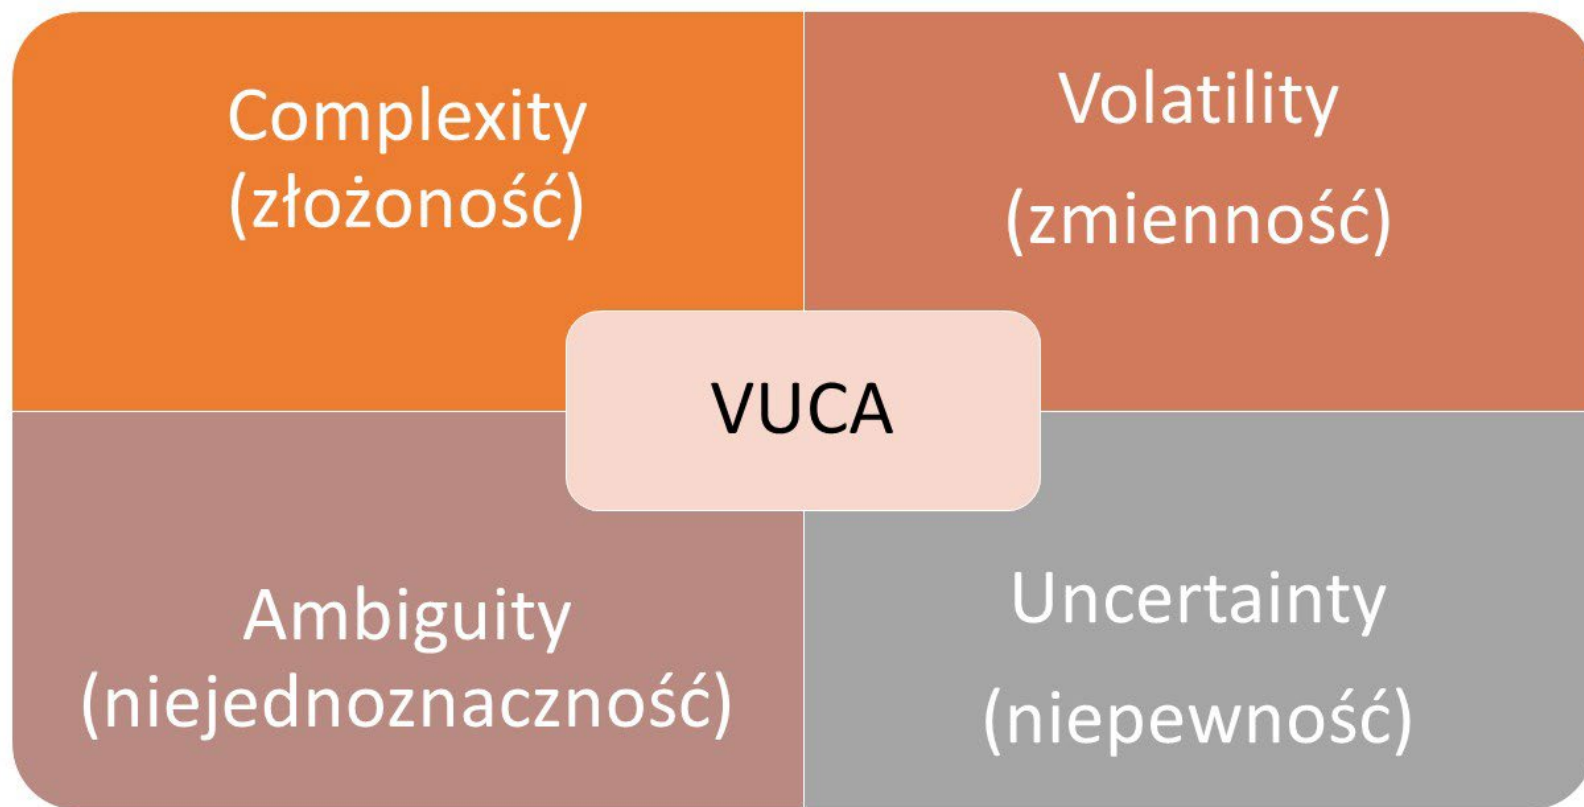 Complexity
(złożoność)
Volatility
(zmienność)
VUCA
Ambiguity
(niejednoznaczność)
Uncertainty
(niepewność)